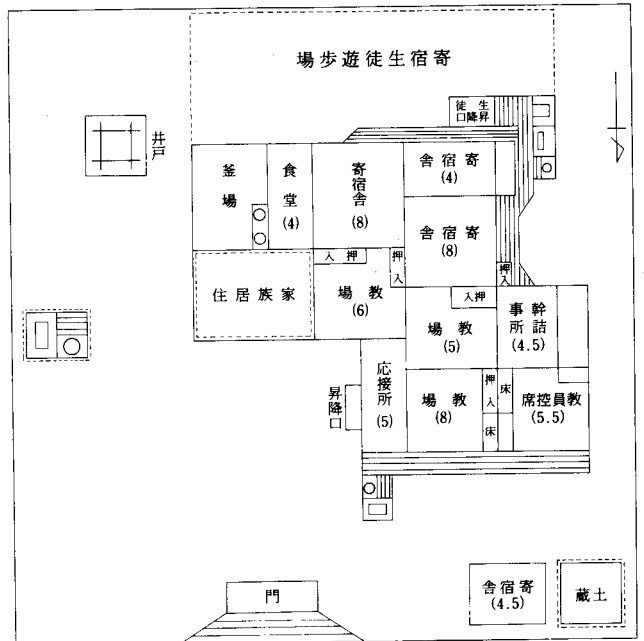 場歩遊徒生宿寄
徒生
口降昇
井戸
釜場
食堂
(4)
寄宿舎
(8)
舎宿寄
(4)
舎宿寄
(8)
入押
押入
押入
住居族家
場教
(6)
入押
場教
(5)
事幹所詰
(4.5)
応接所
(5)
昇降口
場教
(8)
押入
床
床
席控員教
(5.5)
門
舎宿寄
(4.5)
蔵土